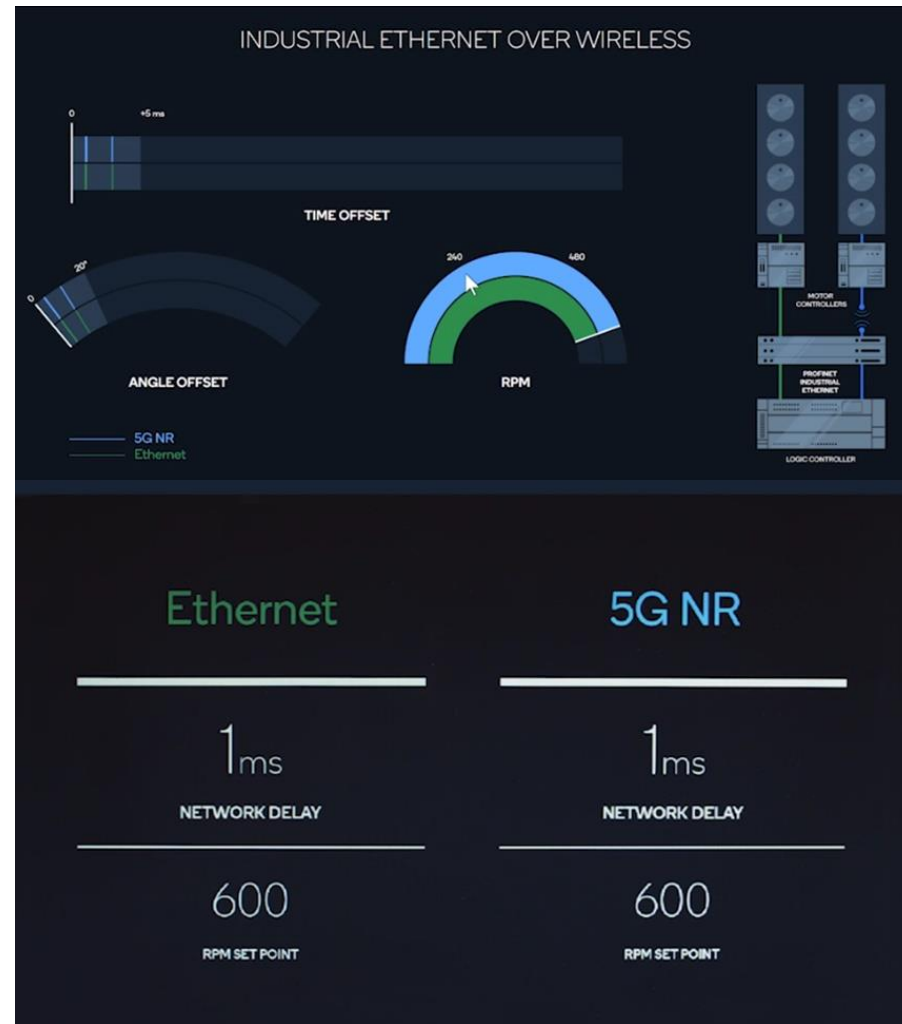 INDUSTRIAL ETHERNET OVER WIRELESS
0
+5 ms
TIME OFFSET
0
20°
ANGLE OFFSET
240
480
RPM
5G NR
Ethernet
MOTOR
CONTROLLERS
PROFINET
INDUSTRIAL
ETHERNET
LOGIC CONTROLLER
Ethernet
5G NR
1ms
1ms
NETWORK DELAY
NETWORK DELAY
600
600
RPM SET POINT
RPM SET POINT